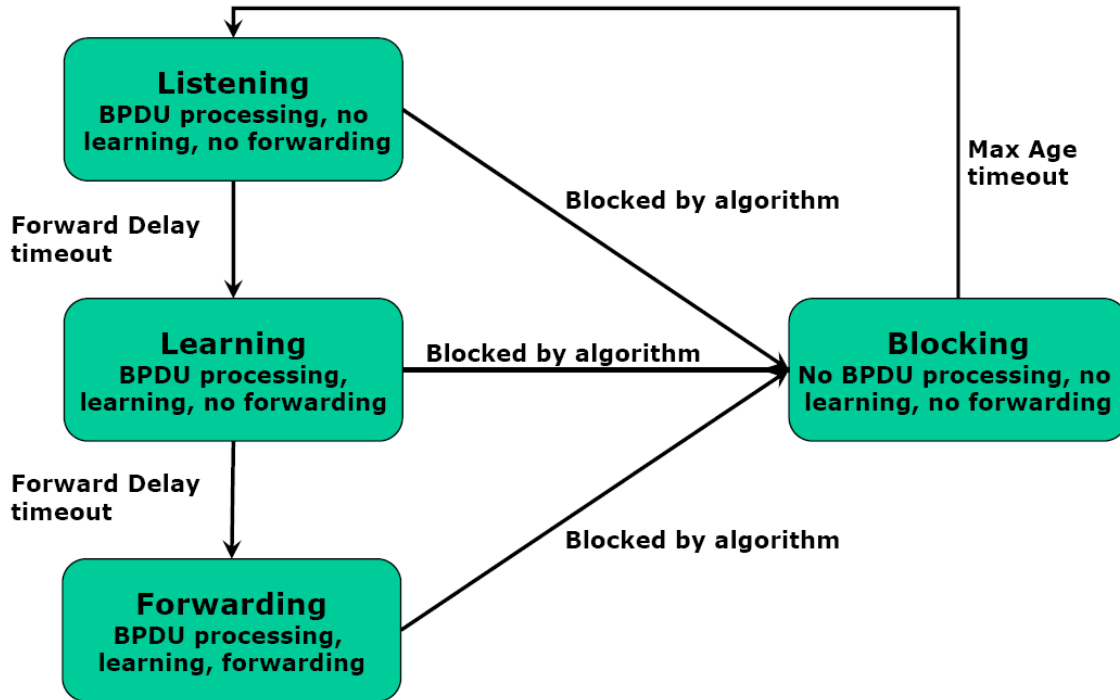 Listening
BPDU processing, no
learning, no forwarding
Max Age
timeout
Blocked by algorithm
Forward Delay
timeout
Learning
BPDU processing,
learning, no forwarding
Blocked by algorithm
Blocking
No BPDU processing, no
learning, no forwarding
Forward Delay
timeout
Blocked by algorithm
Forwarding
BPDU processing,
learning, forwarding